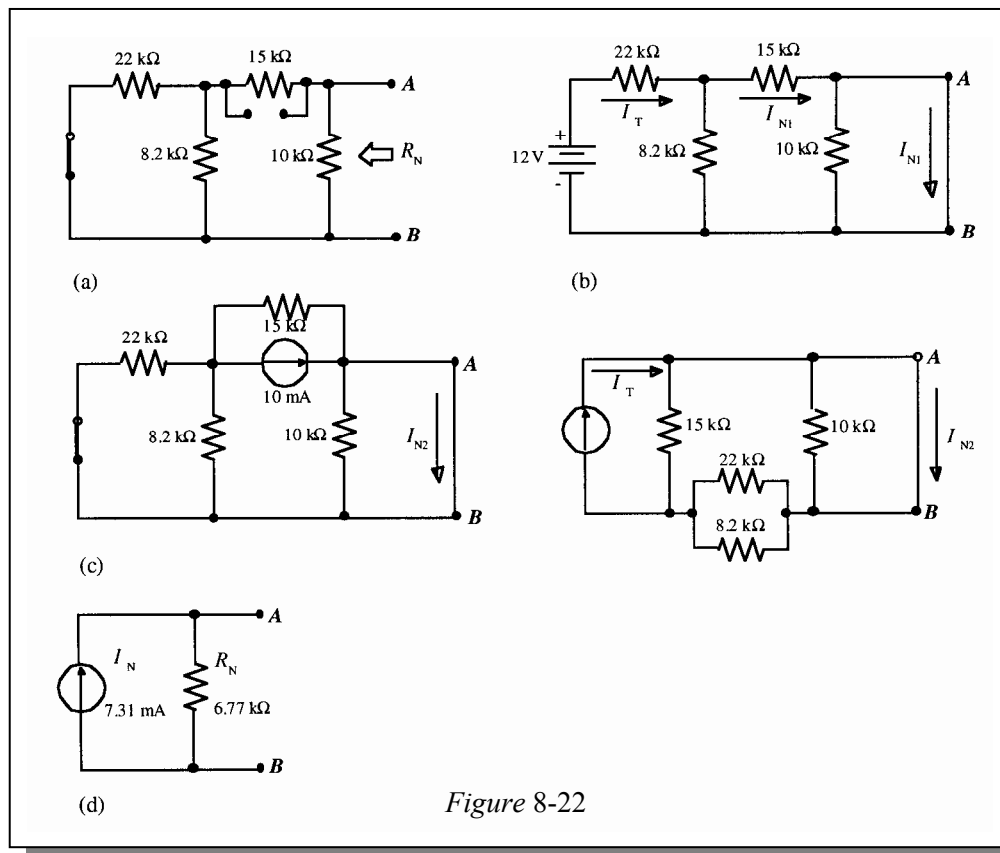 22 kΩ
15 kΩ
A
8.2 kΩ
10 kΩ
R_N
B
(a)
22 kΩ
15 kΩ
A
I_T
I_N1
+
12 V
-
8.2 kΩ
10 kΩ
I_N1
B
(b)
15 kΩ
22 kΩ
A
10 mA
8.2 kΩ
10 kΩ
I_N2
B
(c)
A
I_T
15 kΩ
10 kΩ
I_N2
22 kΩ
B
8.2 kΩ
A
I_N
R_N
7.31 mA
6.77 kΩ
B
(d)
Figure 8-22